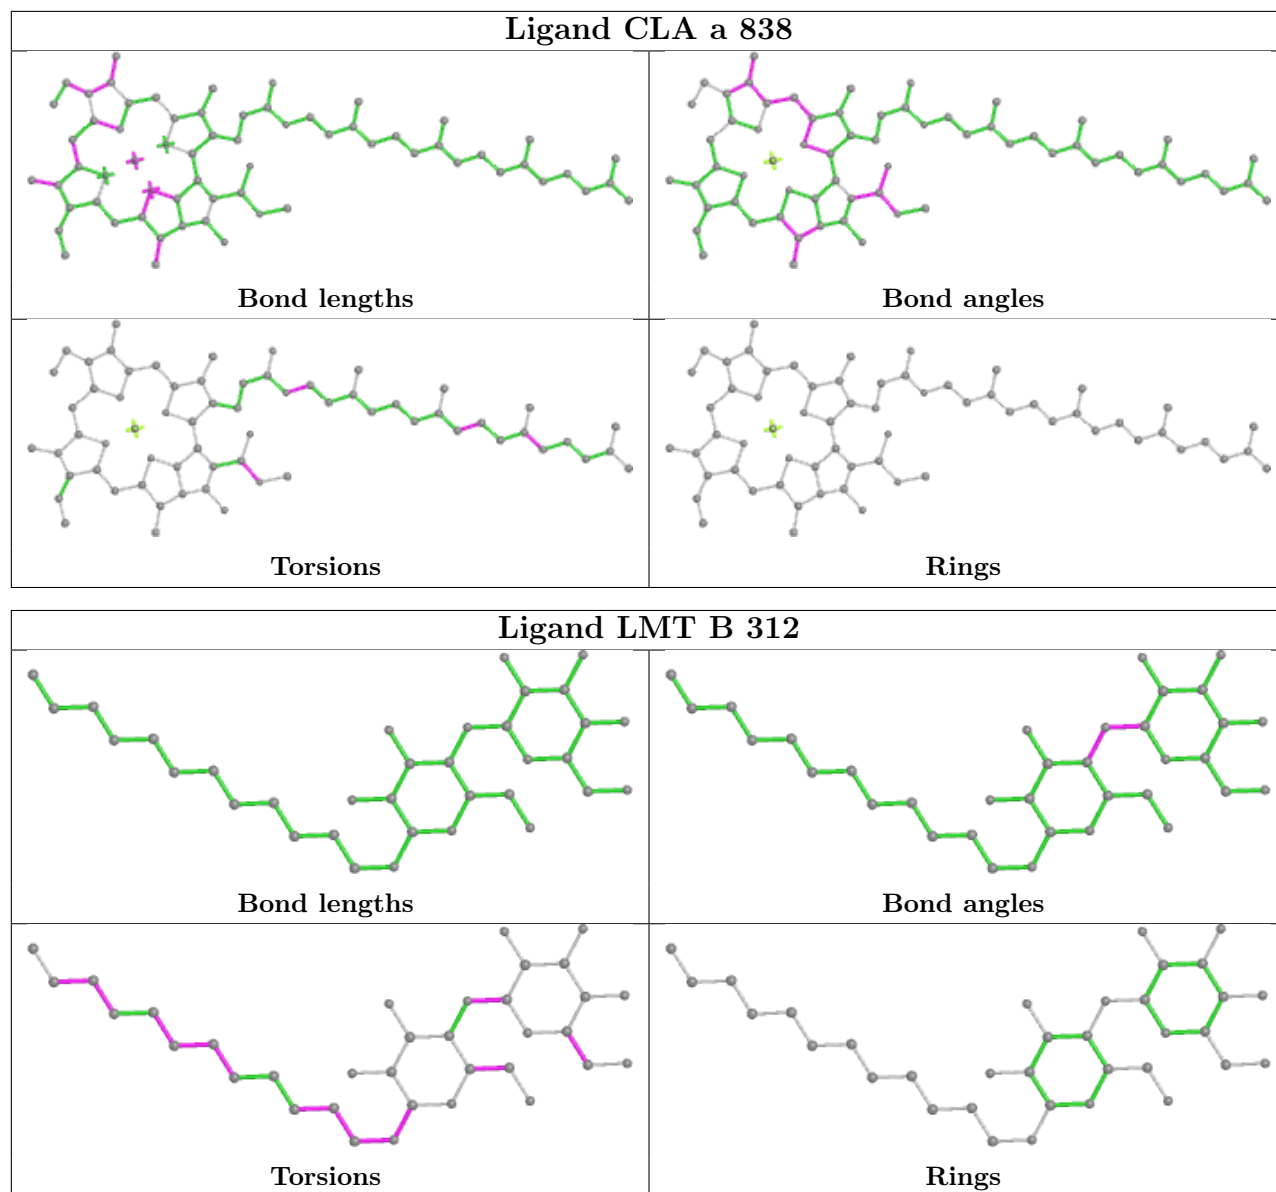 Ligand CLA a 838
Bond lengths
Bond angles
Torsions
Rings
Ligand LMT B 312
Bond lengths
Bond angles
Torsions
Rings